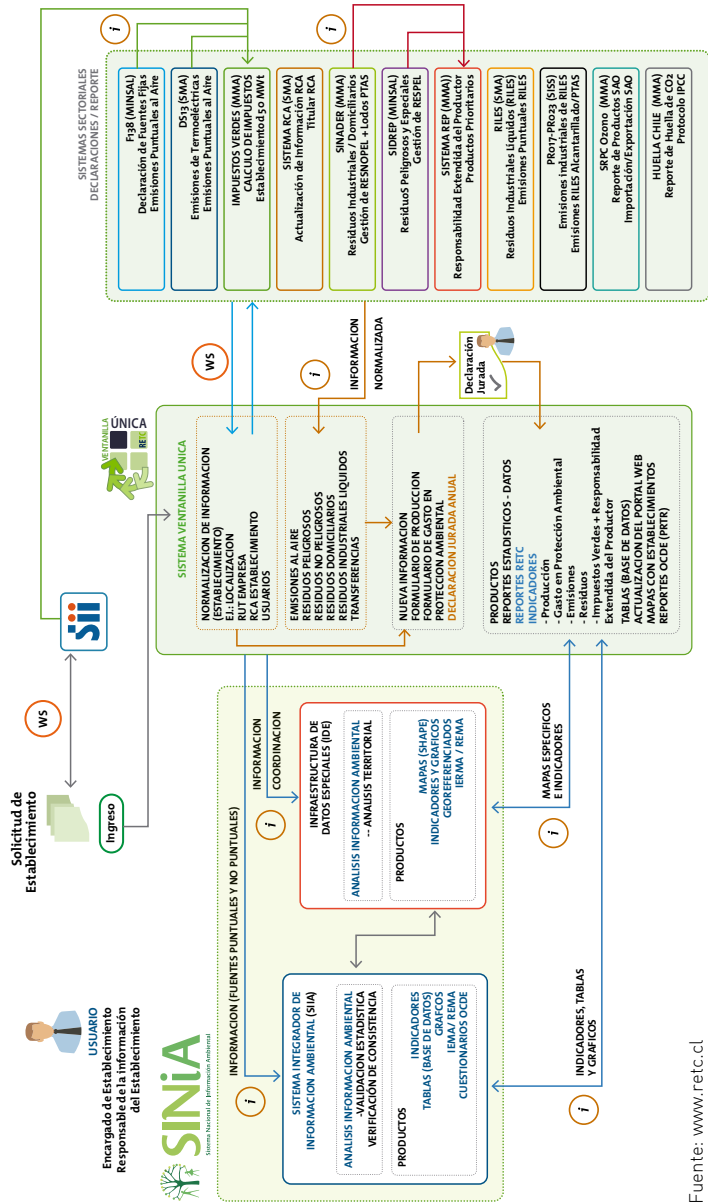 Encargado de Establecimiento
Responsable de la información
del Establecimiento
USUARIO
Solicitud de
Establecimiento
WS
Sii
Ingreso
VENTANILLA
ÚNICA
RETC
SINiA
Sistema Nacional de Información Ambiental
INFORMACION (FUENTES PUNTUALES Y NO PUNTUALES)
i
SISTEMA INTEGRADOR DE
INFORMACION AMBIENTAL (SIIA)
ANALISIS INFORMACION AMBIENTAL
-VALIDACION ESTADISTICA
VERIFICACIÓN DE CONSISTENCIA
PRODUCTOS
INDICADORES
TABLAS (BASE DE DATOS)
GRAFCOS
IEMA/ REMA
CUESTIONARIOS OCDE
i
INFORMACION
COORDINACION
INFRAESTRUCTURA DE
DATOS ESPECIALES (IDE)
ANALISIS INFORMACION AMBIENTAL
-- ANALISIS TERRITORIAL
PRODUCTOS
MAPAS (SHAPE)
INDICADORES Y GRAFICOS
GEOREFERENCIADOS
IERMA / REMA
i
INDICADORES, TABLAS
Y GRAFICOS
i
MAPAS ESPECIFICOS
E INDICADORES
SISTEMA VENTANILLA UNICA
NORMALIZACION DE INFORMACION
(ESTABLECIMIENTO)
EJ.: LOCALIZACION
RUT EMPRESA
RCA ESTABLECIMIENTO
USUARIOS
EMISIONES AL AIRE
RESIDUOS PELIGROSOS
RESIDUOS NO PELIGROSOS
RESIDUOS DOMICILIARIOS
RESIDUOS INDUSTRIALES LIQUIDOS
TRANSFERENCIAS
NUEVA INFORMACION
FORMULARIO DE PRODUCCION
FORMULARIO DE GASTO EN
PROTECCION AMBIENTAL
DECLARACION JURADA ANUAL
PRODUCTOS
REPORTES ESTADISTICOS - DATOS
REPORTES RETC
INDICADORES
- Producción
- Gasto en Protección Ambiental
- Emisiones
- Residuos
- Impuestos Verdes + Responsabilidad
Extendida del Productor
TABLAS (BASE DE DATOS)
ACTUALIZACION DEL PORTAL WEB
MAPAS CON ESTABLECIMIENTOS
REPORTES OCDE (PRTR)
WS
i
INFORMACION
NORMALIZADA
Declaración
Jurada
SISTEMAS SECTORIALES
DECLARACIONES / REPORTE
i
i
F138 (MINSAL)
Declaración de Fuentes Fijas
Emisiones Puntuales al Aire
DS13 (SMA)
Emisiones de Termoeléctricas
Emisiones Puntuales al Aire
IMPUESTOS VERDES (MMA)
CALCULO DE IMPUESTOS
Establecimientod 50 MWt
SISTEMA RCA (SMA)
Actualización de Información RCA
Titular RCA
SINADER (MMA)
Residuos Industriales / Domiciliarios
Gestión de RESNOPEL + Lodos PTAS
SIDREP (MINSAL)
Residuos Peligrosos y Especiales
Gestión de RESPEL
SISTEMA REP (MMA)
Responsabilidad Extendida del Productor
Productos Prioritarios
RILES (SMA)
Residuos Industriales Líquidos (RILES)
Emisiones Puntuales RILES
PR017-PR023 (SISS)
Emisiones industriales de RILES
Emisiones RILES Alcantarillado/PTAS
SRPC Ozono (MMA)
Reporte de Productos SAO
Importación/Exportación SAO
HUELLA CHILE (MMA)
Reporte de Huella de CO2
Protocolo IPCC
Fuente: www.retc.cl